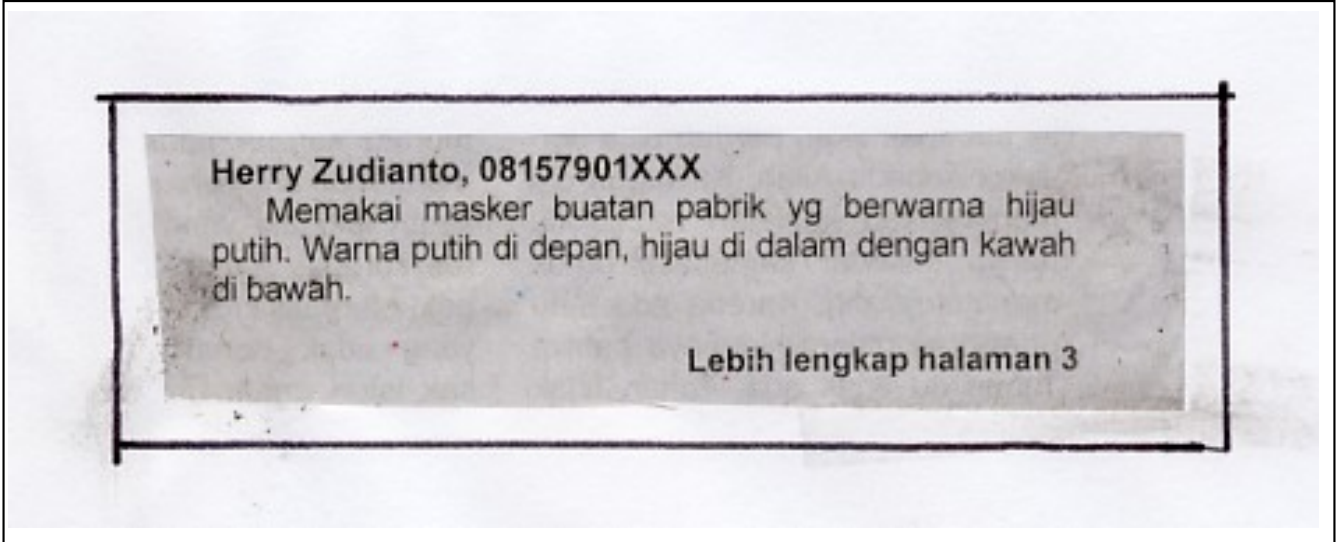 Herry Zudianto, 08157901XXX
Memakai masker buatan pabrik yg berwarna hijau
putih. Warna putih di depan, hijau di dalam dengan kawah
di bawah.
Lebih lengkap halaman 3